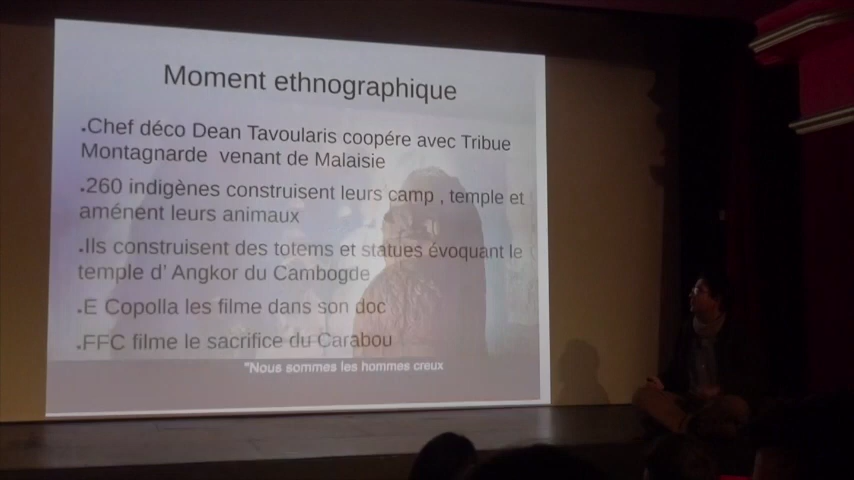 Moment ethnographique
.Chef déco Dean Tavoularis coopére avec Tribue
Montagnarde venant de Malaisie
.260 indigènes construisent leurs camp , temple et
aménent leurs animaux
.Ils construisent des totems et statues évoquant le
temple d' Angkor du Cambogde
.E Copolla les filme dans son doc
.FFC filme le sacrifice du Carabou
"Nous sommes les hommes creux